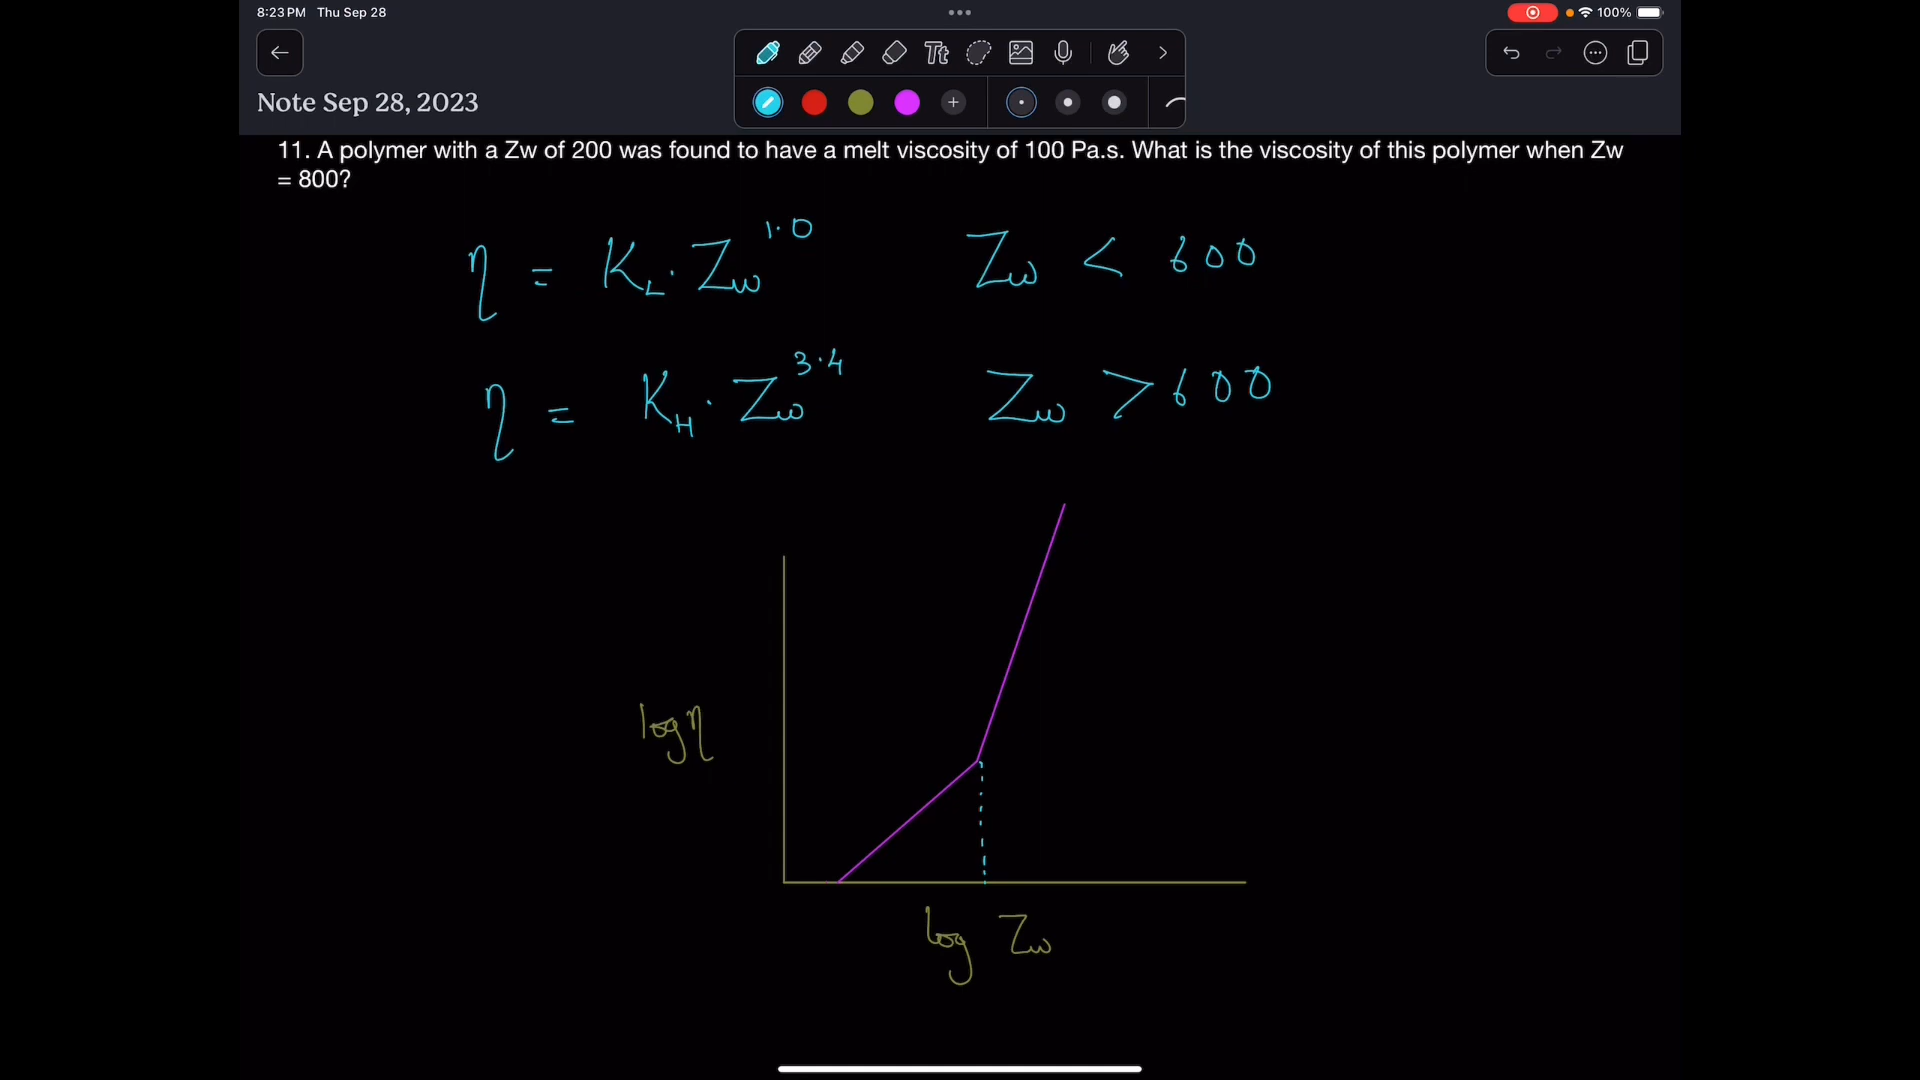 8:23 PM Thu Sep 28
100%
Tt
Note Sep 28, 2023
11. A polymer with a Zw of 200 was found to have a melt viscosity of 100 Pa.s. What is the viscosity of this polymer when Zw
= 800?
η = K_L · Zw^1.0 Zw < 600
η = K_H · Zw^3.4 Zw > 600
log η
log Zw